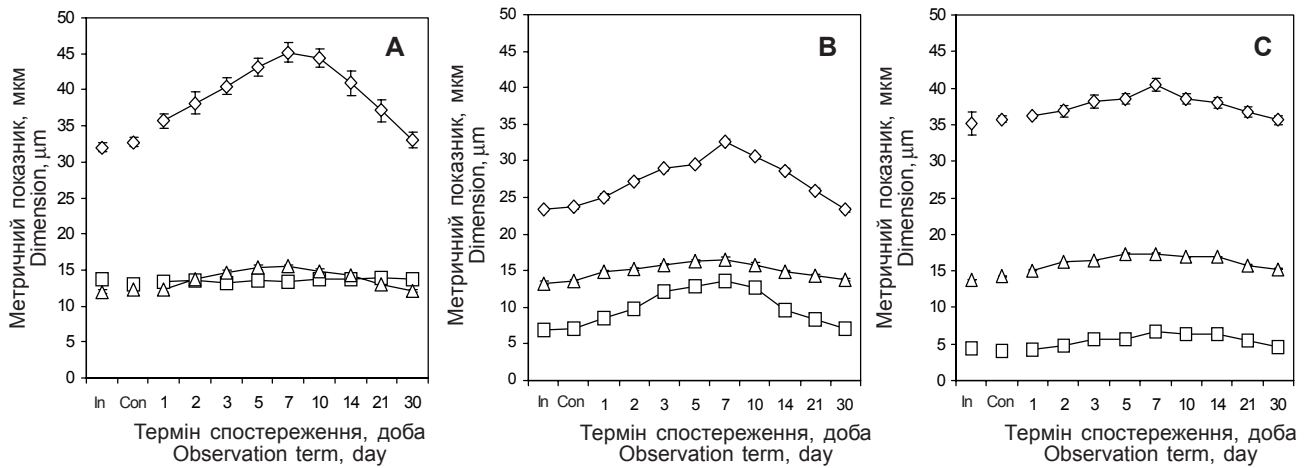 A
50
45
40
35
30
25
20
15
10
5
0
Метричний показник, мкм
Dimension, µm
In Con 1 2 3 5 7 10 14 21 30
Термін спостереження, доба
Observation term, day
B
50
45
40
35
30
25
20
15
10
5
0
Метричний показник, мкм
Dimension, µm
In Con 1 2 3 5 7 10 14 21 30
Термін спостереження, доба
Observation term, day
C
50
45
40
35
30
25
20
15
10
5
0
Метричний показник, мкм
Dimension, µm
In Con 1 2 3 5 7 10 14 21 30
Термін спостереження, доба
Observation term, day